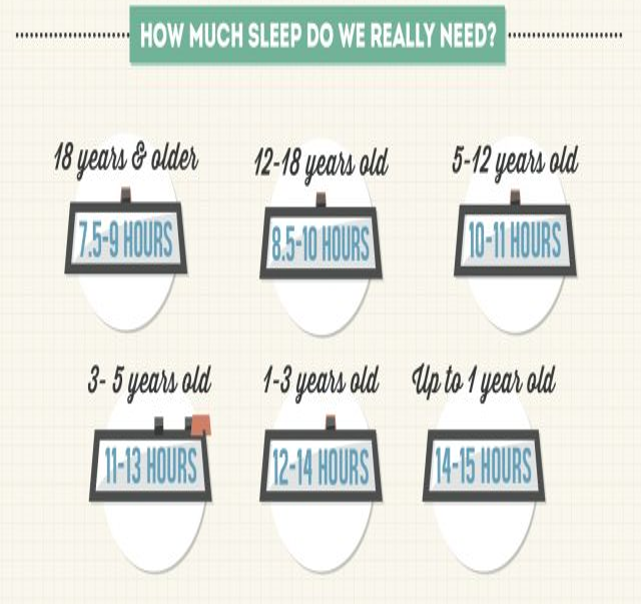 HOW MUCH SLEEP DO WE REALLY NEED?
18 years & older
7.5-9 HOURS
12-18 years old
8.5-10 HOURS
5-12 years old
10-11 HOURS
3- 5 years old
11-13 HOURS
1-3 years old
12-14 HOURS
Up to 1 year old
14-15 HOURS